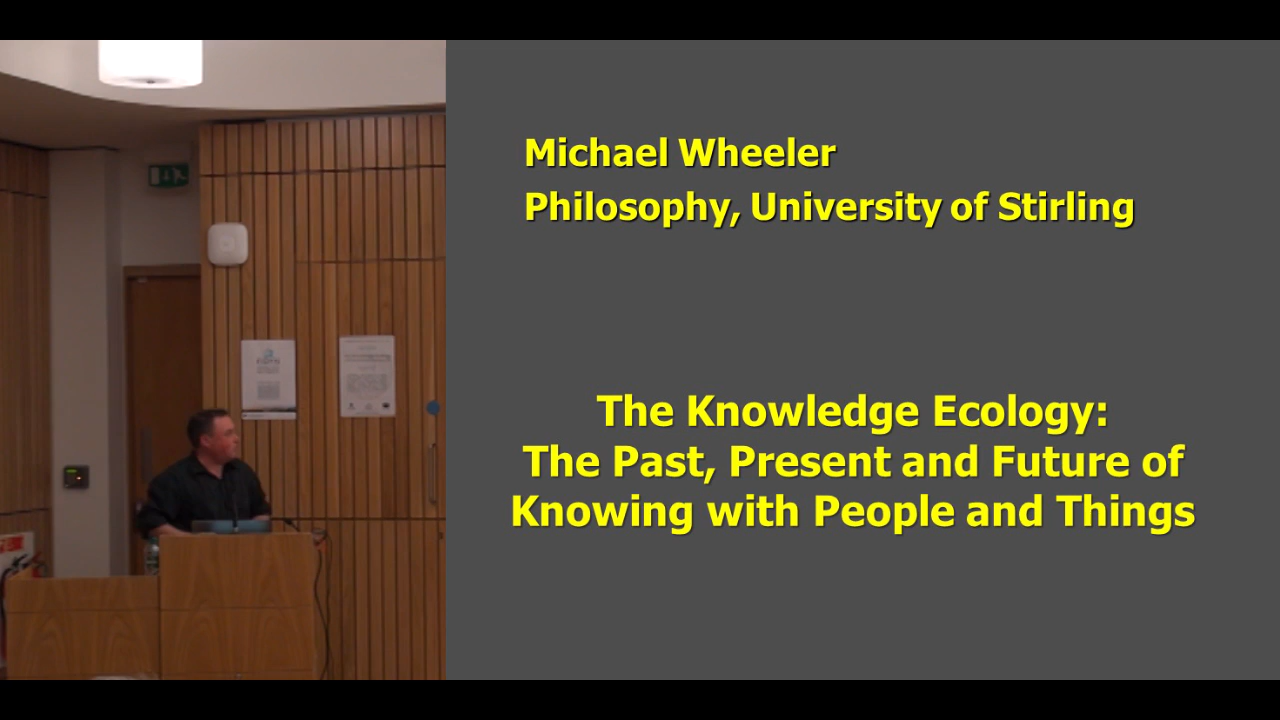 Michael Wheeler
Philosophy, University of Stirling
The Knowledge Ecology:
The Past, Present and Future of
Knowing with People and Things